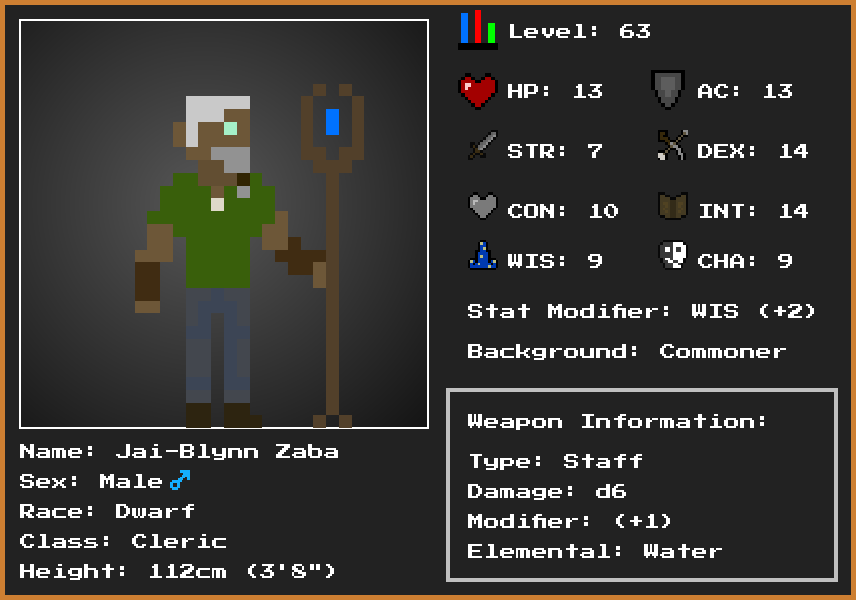 Level: 63
HP: 13
AC: 13
STR: 7
DEX: 14
CON: 10
INT: 14
WIS: 9
CHA: 9
Stat Modifier: WIS (+2)
Background: Commoner
Weapon Information:
Type: Staff
Damage: d6
Modifier: (+1)
Elemental: Water
Name: Jai-Blynn Zaba
Sex: Male♂
Race: Dwarf
Class: Cleric
Height: 112cm (3'8")